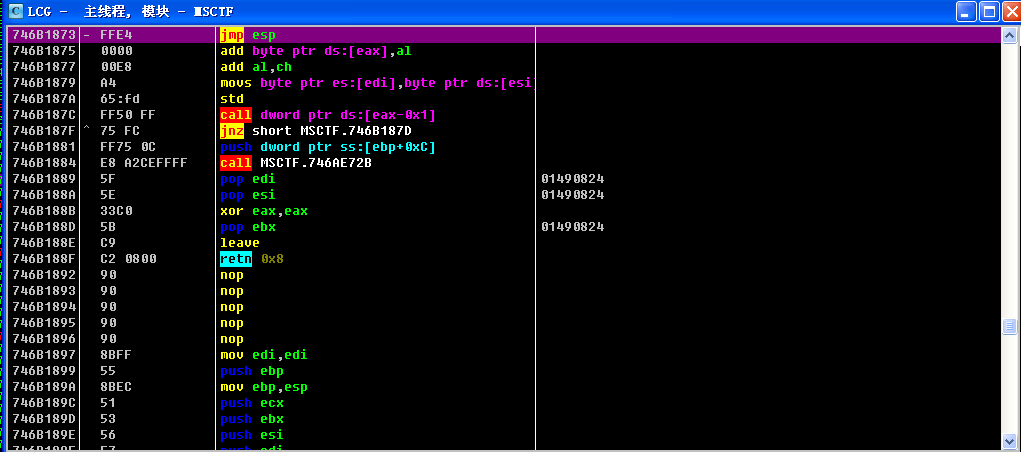 LCG - 主线程, 模块 - MSCTF
746B1873 - FFE4 jmp esp
746B1875 0000 add byte ptr ds:[eax],al
746B1877 00E8 add al,ch
746B1879 A4 movs byte ptr es:[edi],byte ptr ds:[esi]
746B187A 65:fd std
746B187C FF50 FF call dword ptr ds:[eax-0x1]
746B187F ^ 75 FC jnz short MSCTF.746B187D
746B1881 FF75 0C push dword ptr ss:[ebp+0xC]
746B1884 E8 A2CEFFFF call MSCTF.746AE72B
746B1889 5F pop edi 01490824
746B188A 5E pop esi 01490824
746B188B 33C0 xor eax,eax
746B188D 5B pop ebx 01490824
746B188E C9 leave
746B188F C2 0800 retn 0x8
746B1892 90 nop
746B1893 90 nop
746B1894 90 nop
746B1895 90 nop
746B1896 90 nop
746B1897 8BFF mov edi,edi
746B1899 55 push ebp
746B189A 8BEC mov ebp,esp
746B189C 51 push ecx
746B189D 53 push ebx
746B189E 56 push esi